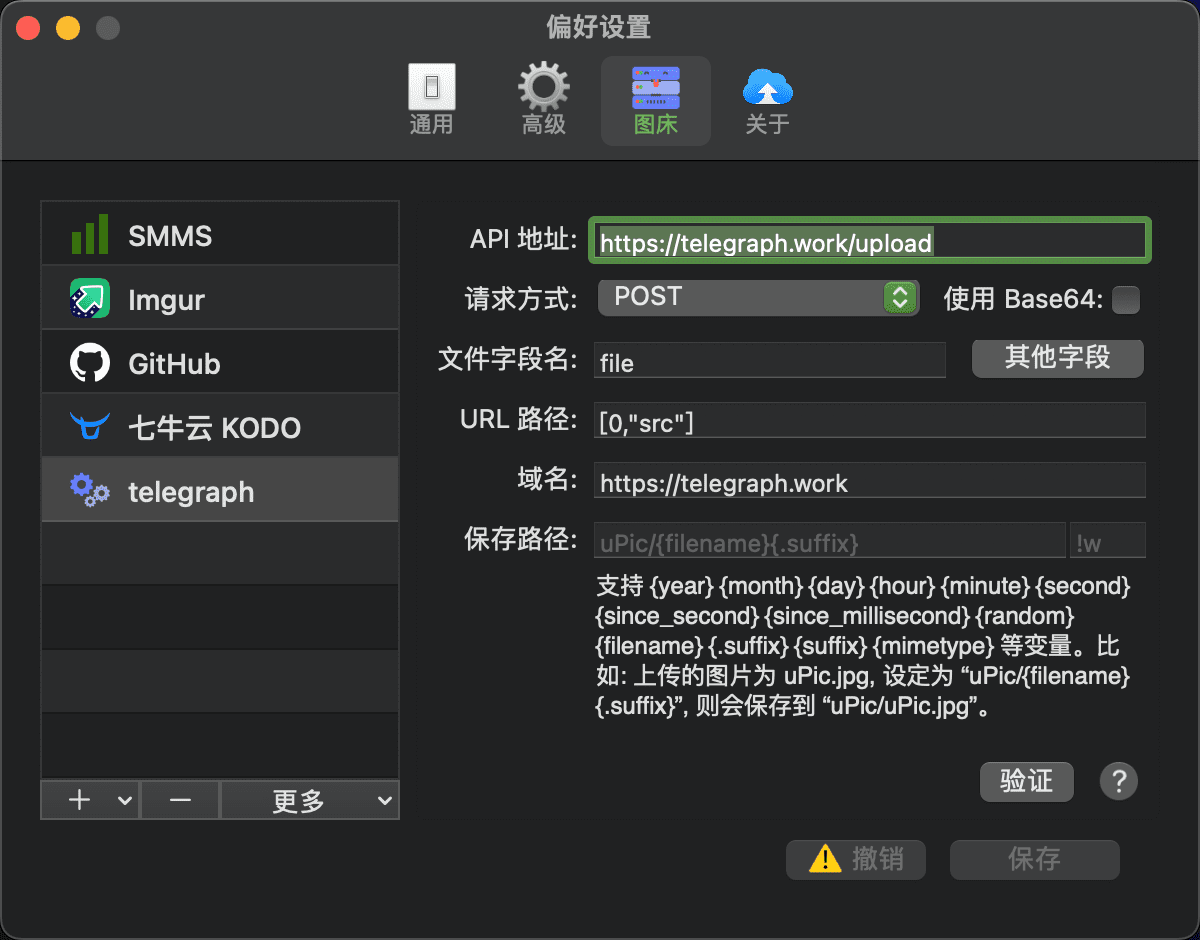 偏好设置
通用
高级
图床
关于
SMMS
Imgur
GitHub
七牛云 KODO
telegraph
更多
API 地址:
https://telegraph.work/upload
请求方式:
POST
使用 Base64:
文件字段名:
file
其他字段
URL 路径:
[0,"src"]
域名:
https://telegraph.work
保存路径:
uPic/{filename}{.suffix}
!w
支持 {year} {month} {day} {hour} {minute} {second}
{since_second} {since_millisecond} {random}
{filename} {.suffix} {suffix} {mimetype} 等变量。比
如: 上传的图片为 uPic.jpg, 设定为 “uPic/{filename}
{.suffix}”, 则会保存到 “uPic/uPic.jpg”。
验证
?
撤销
保存